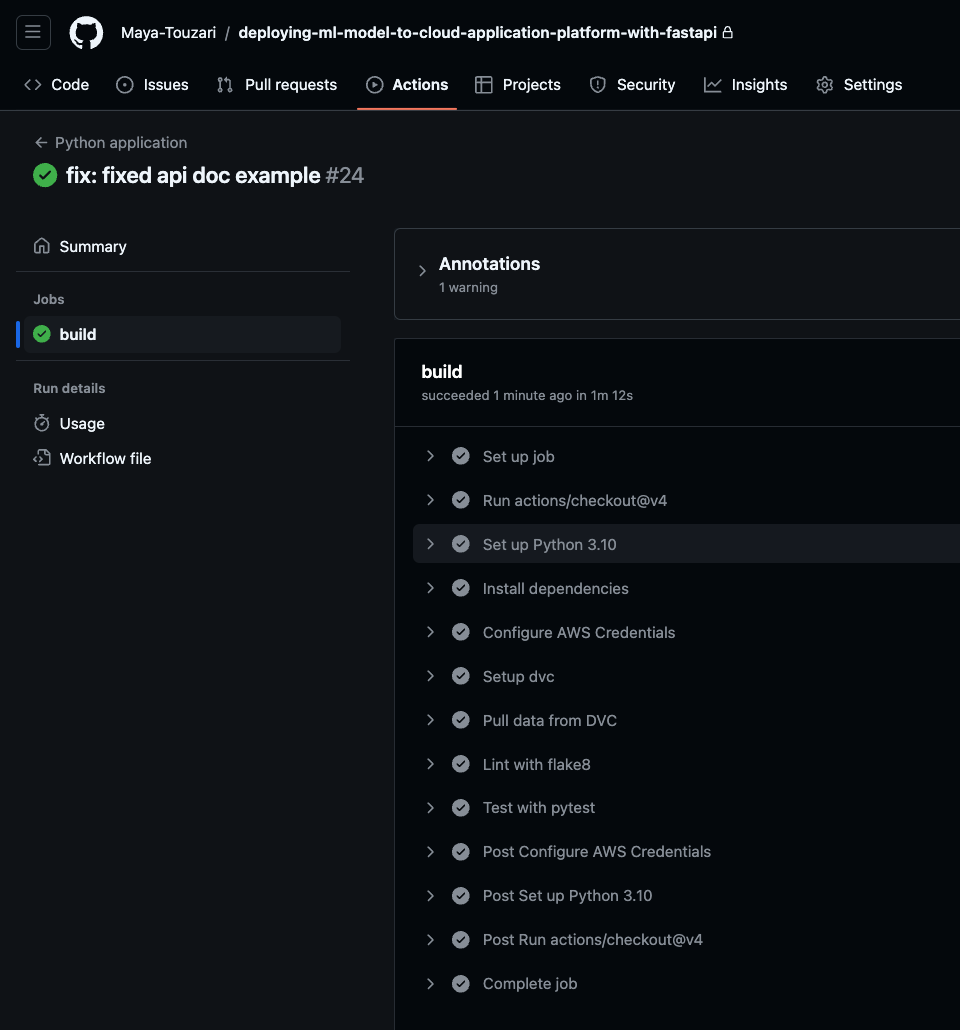 Maya-Touzari / deploying-ml-model-to-cloud-application-platform-with-fastapi
Code Issues Pull requests Actions Projects Security Insights Settings
Python application
fix: fixed api doc example #24
Summary
Jobs
build
Run details
Usage
Workflow file
Annotations
1 warning
build
succeeded 1 minute ago in 1m 12s
Set up job
Run actions/checkout@v4
Set up Python 3.10
Install dependencies
Configure AWS Credentials
Setup dvc
Pull data from DVC
Lint with flake8
Test with pytest
Post Configure AWS Credentials
Post Set up Python 3.10
Post Run actions/checkout@v4
Complete job